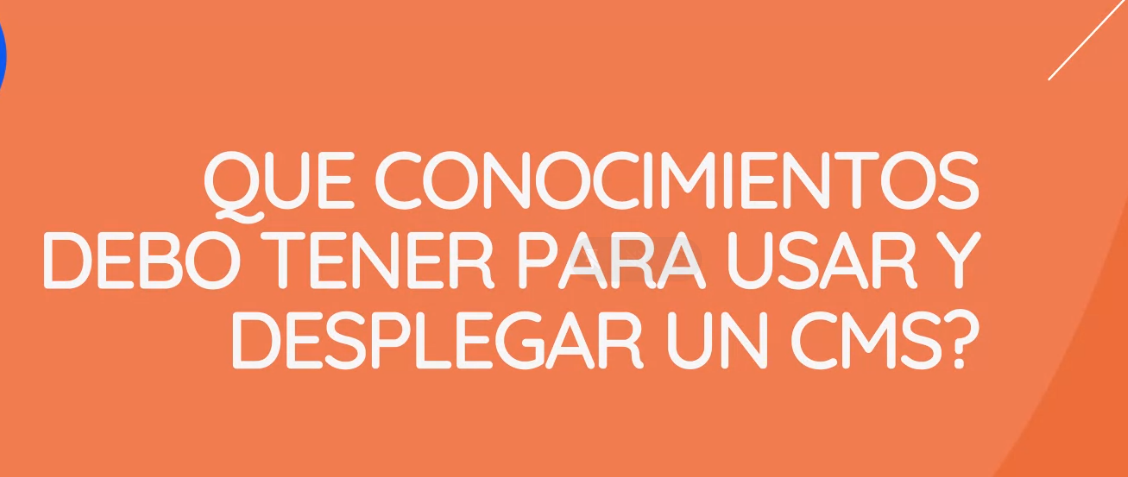 QUE CONOCIMIENTOS
DEBO TENER PARA USAR Y
DESPLEGAR UN CMS?